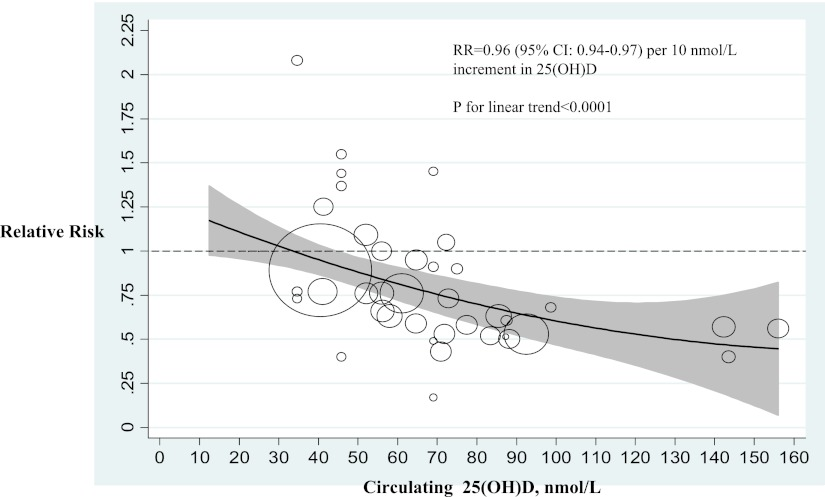 RR=0.96 (95% CI: 0.94-0.97) per 10 nmol/L
increment in 25(OH)D
P for linear trend<0.0001
2.25
2
1.75
1.5
1.25
1
.75
.5
.25
0
Relative Risk
0 10 20 30 40 50 60 70 80 90 100 110 120 130 140 150 160
Circulating 25(OH)D, nmol/L